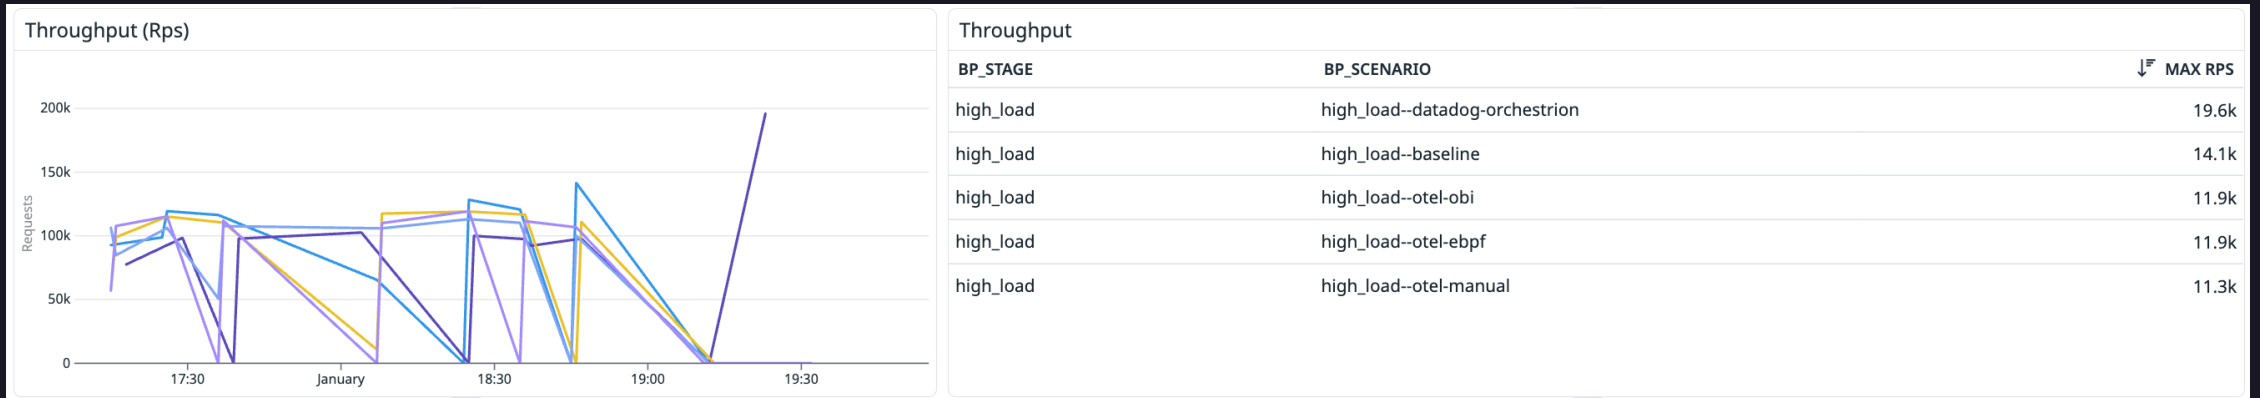 Throughput (Rps)
Requests
200k
150k
100k
50k
0
17:30 January 18:30 19:00 19:30
Throughput
BP_STAGE BP_SCENARIO MAX RPS
high_load high_load--datadog-orchestrion 19.6k
high_load high_load--baseline 14.1k
high_load high_load--otel-obi 11.9k
high_load high_load--otel-ebpf 11.9k
high_load high_load--otel-manual 11.3k